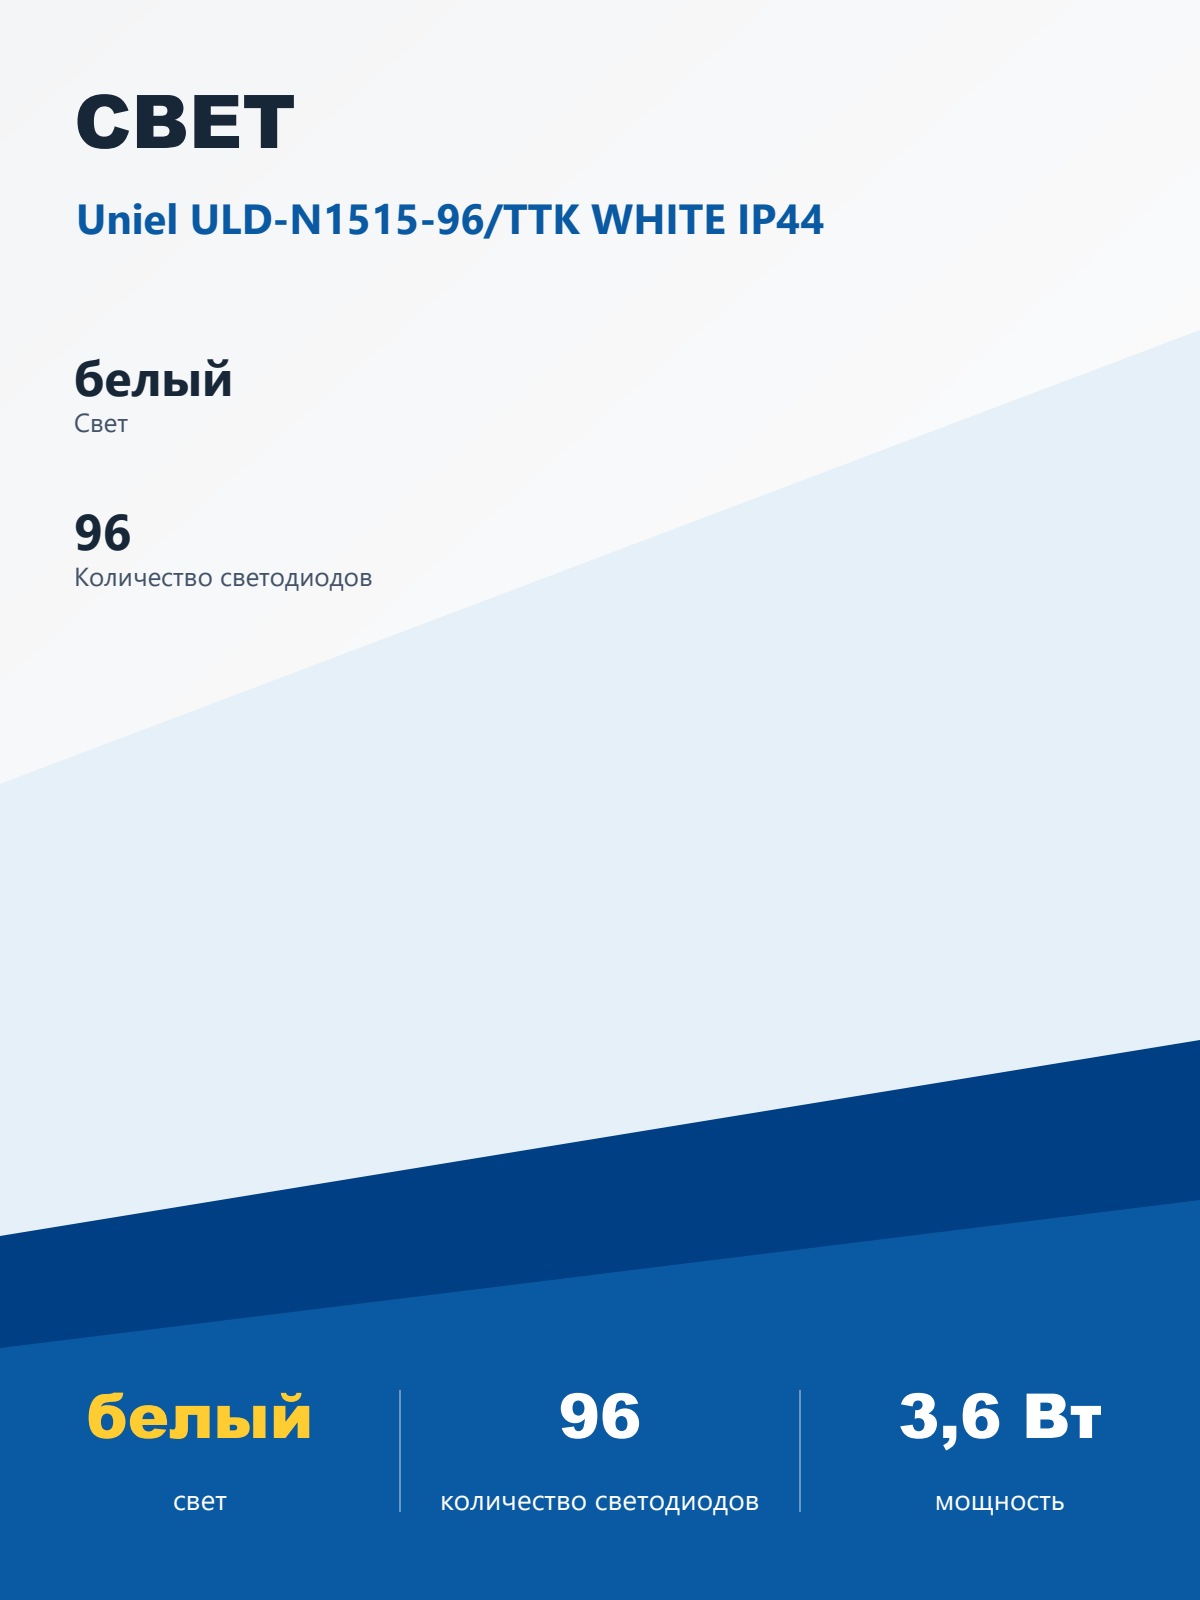 СВЕТ
Uniel ULD-N1515-96/TTK WHITE IP44
белый
Свет
96
Количество светодиодов
белый
свет
96
количество светодиодов
3,6 Вт
мощность